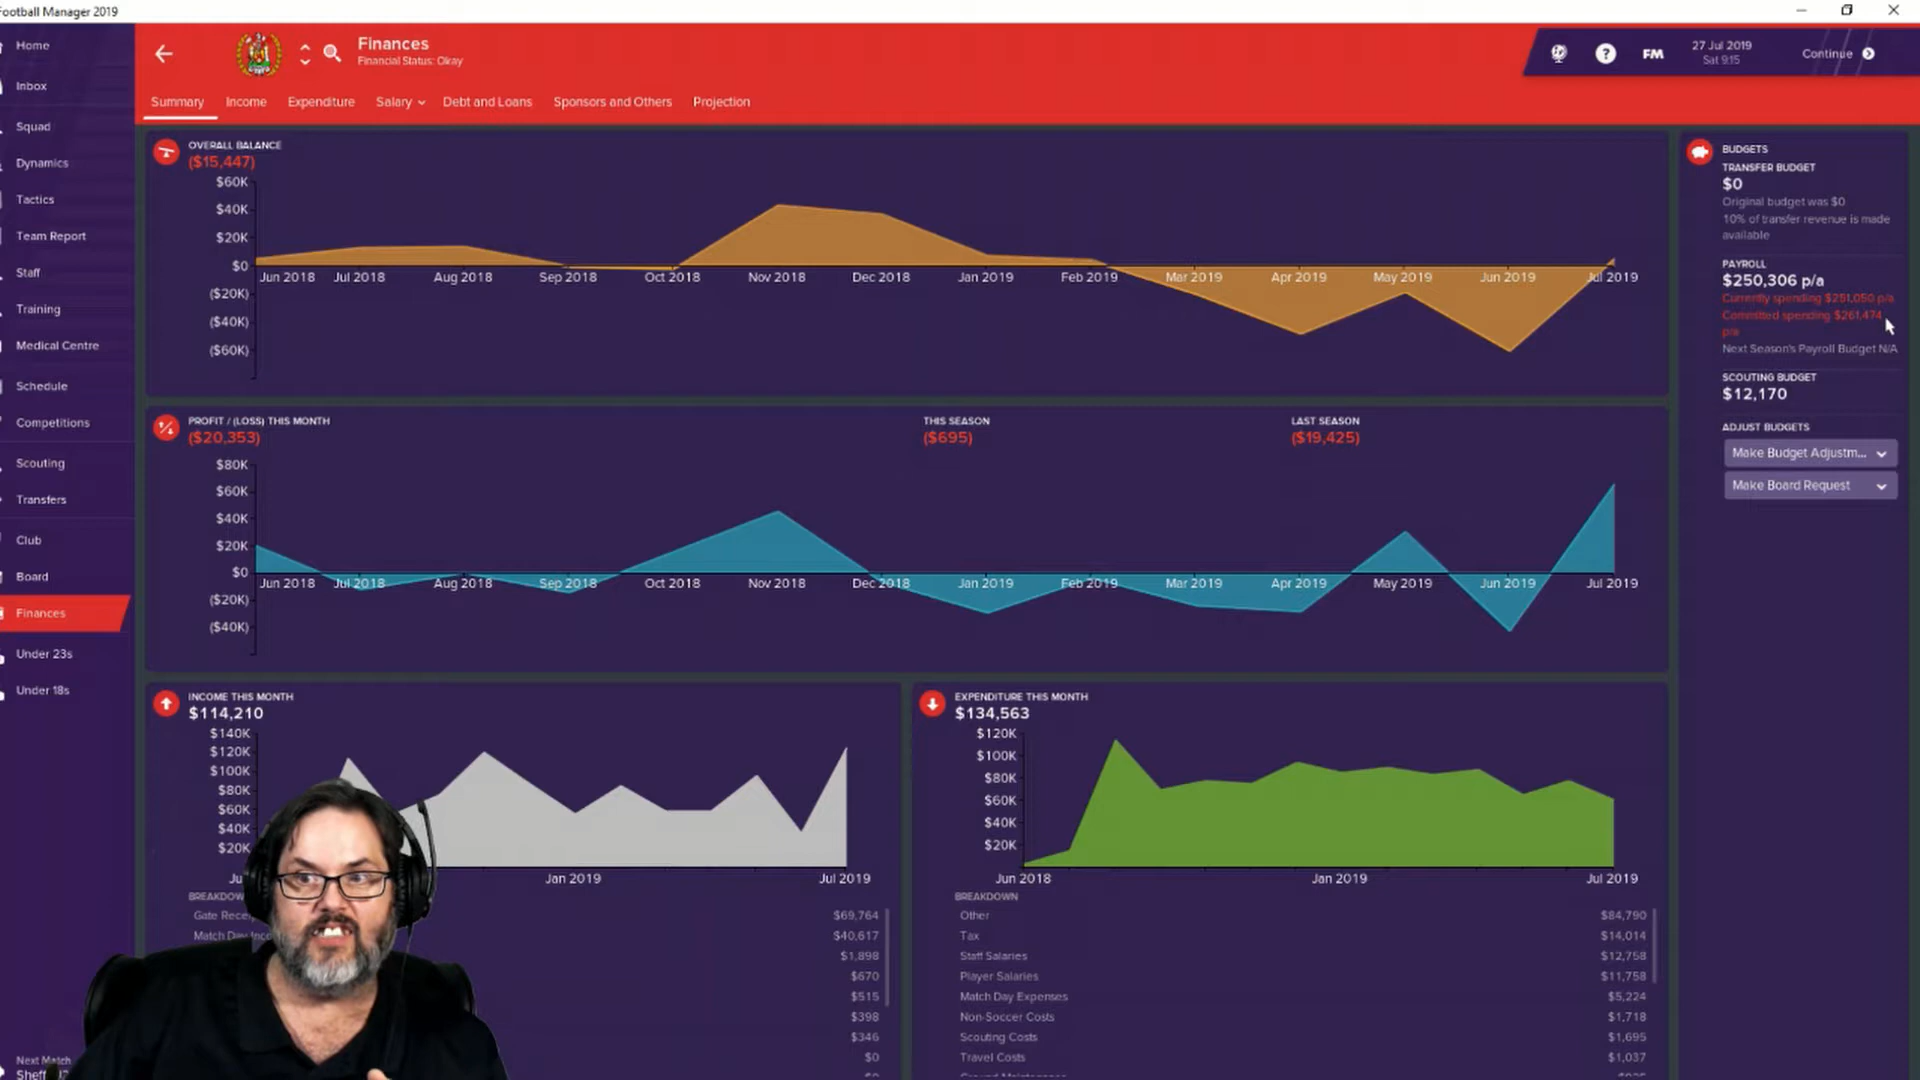 Football Manager 2019
Home
Inbox
Squad
Dynamics
Tactics
Team Report
Staff
Training
Medical Centre
Schedule
Competitions
Scouting
Transfers
Club
Board
Finances
Under 23s
Under 18s
Next Match
Finances
Financial Status: Okay
FM
27 Jul 2019
Sat 9:15
Continue
Summary
Income
Expenditure
Salary
Debt and Loans
Sponsors and Others
Projection
OVERALL BALANCE
($15,447)
$60K
$40K
$20K
$0
($20K)
($40K)
($60K)
Jun 2018 Jul 2018 Aug 2018 Sep 2018 Oct 2018 Nov 2018 Dec 2018 Jan 2019 Feb 2019 Mar 2019 Apr 2019 May 2019 Jun 2019 Jul 2019
PROFIT / (LOSS) THIS MONTH
($20,353)
THIS SEASON
($695)
LAST SEASON
($19,425)
$80K
$60K
$40K
$20K
$0
($20K)
($40K)
Jun 2018 Jul 2018 Aug 2018 Sep 2018 Oct 2018 Nov 2018 Dec 2018 Jan 2019 Feb 2019 Mar 2019 Apr 2019 May 2019 Jun 2019 Jul 2019
INCOME THIS MONTH
$114,210
$140K
$120K
$100K
$80K
$60K
$40K
$20K
Jan 2019 Jul 2019
$69,764
$40,617
$1,898
$670
$515
$398
$346
$0
EXPENDITURE THIS MONTH
$134,563
$120K
$100K
$80K
$60K
$40K
$20K
Jun 2018 Jan 2019 Jul 2019
BREAKDOWN
Other $84,790
Tax $14,014
Staff Salaries $12,758
Player Salaries $11,758
Match Day Expenses $5,224
Non-Soccer Costs $1,718
Scouting Costs $1,695
Travel Costs $1,037
BUDGETS
TRANSFER BUDGET
$0
Original budget was $0
10% of transfer revenue is made
available
PAYROLL
$250,306 p/a
Currently spending $251,050 p/a
Committed spending $261,474
p/a
Next Season's Payroll Budget N/A
SCOUTING BUDGET
$12,170
ADJUST BUDGETS
Make Budget Adjustm...
Make Board Request